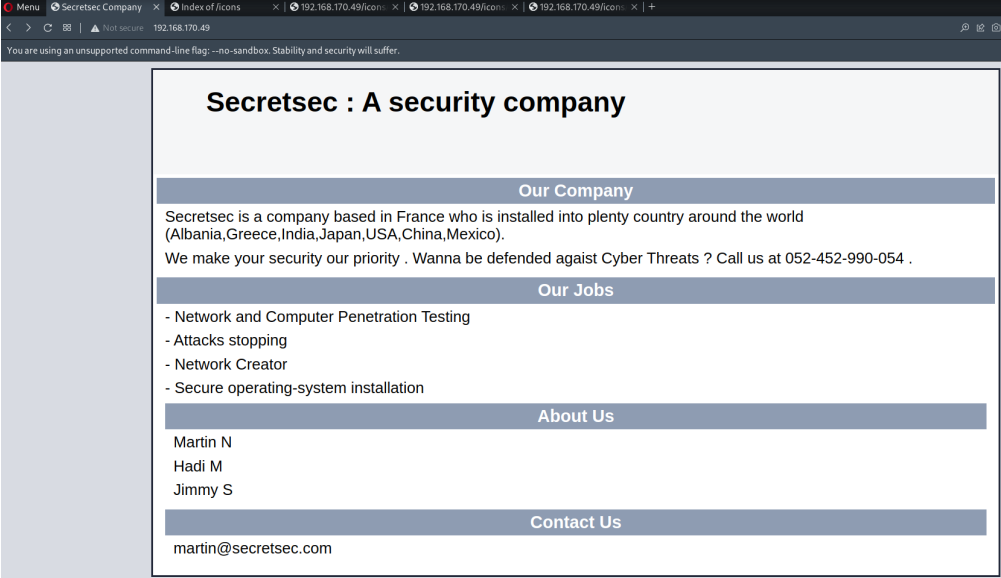 Menu
Secretsec Company
Index of /icons
192.168.170.49/icons
192.168.170.49/icons
192.168.170.49/icons
Not secure 192.168.170.49
You are using an unsupported command-line flag: --no-sandbox. Stability and security will suffer.
Secretsec : A security company
Our Company
Secretsec is a company based in France who is installed into plenty country around the world
(Albania,Greece,India,Japan,USA,China,Mexico).
We make your security our priority . Wanna be defended agaist Cyber Threats ? Call us at 052-452-990-054 .
Our Jobs
- Network and Computer Penetration Testing
- Attacks stopping
- Network Creator
- Secure operating-system installation
About Us
Martin N
Hadi M
Jimmy S
Contact Us
martin@secretsec.com